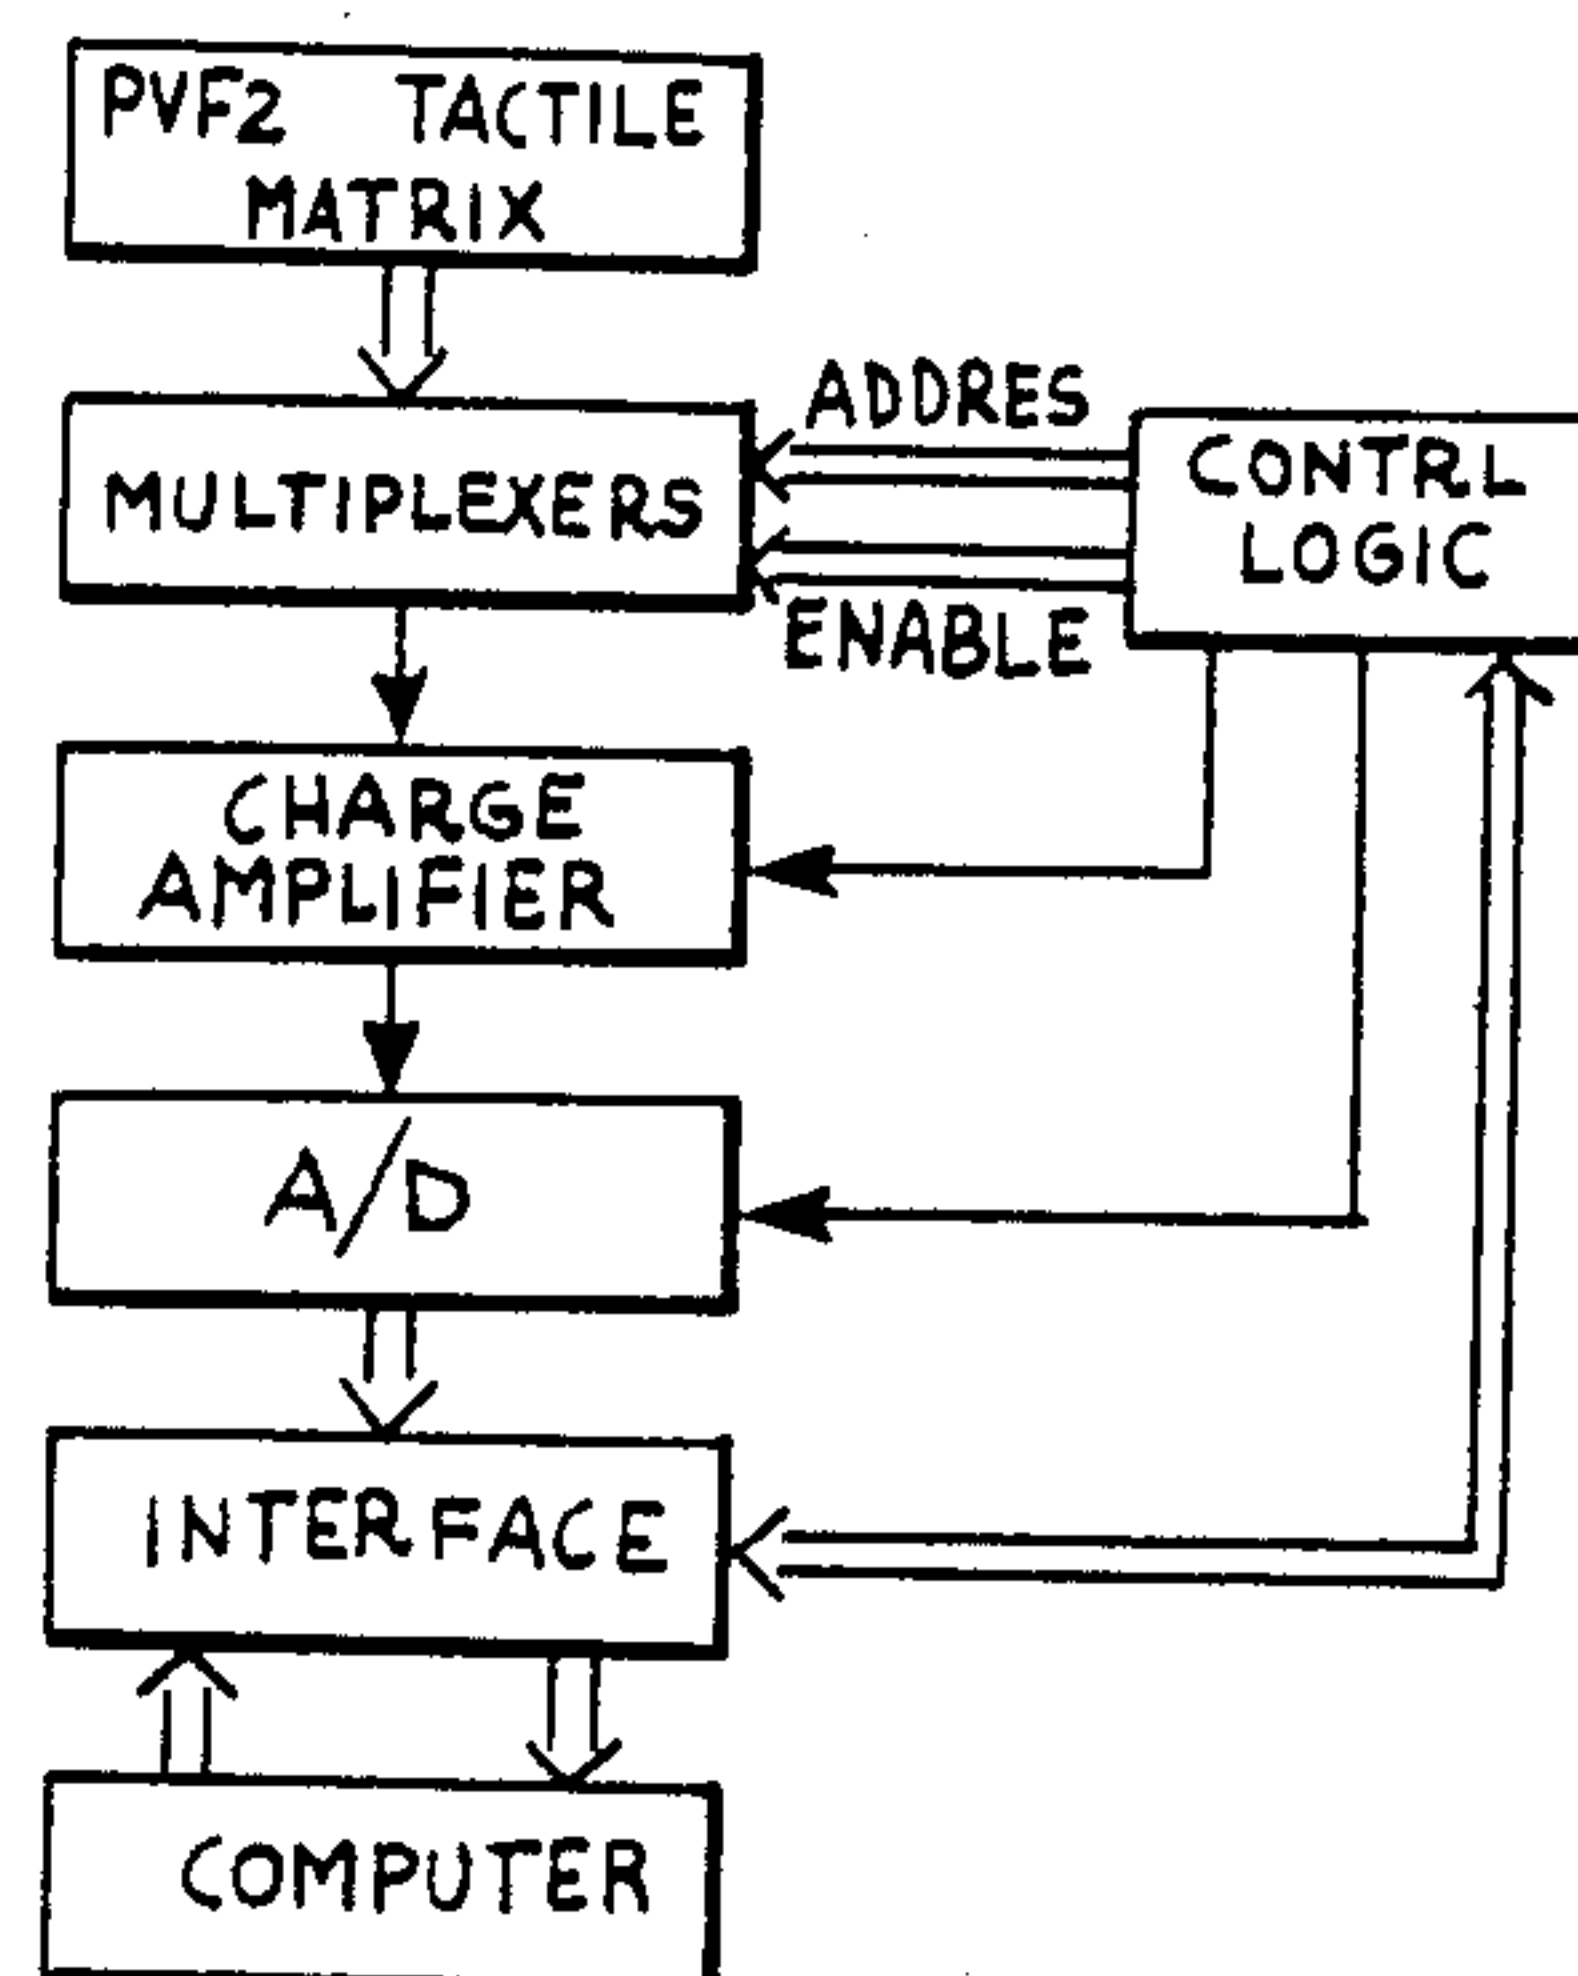 PVF2 TACTILE
MATRIX
ADDRES
MULTIPLEXERS
CONTRL
LOGIC
ENABLE
CHARGE
AMPLIFIER
A/D
INTERFACE
COMPUTER